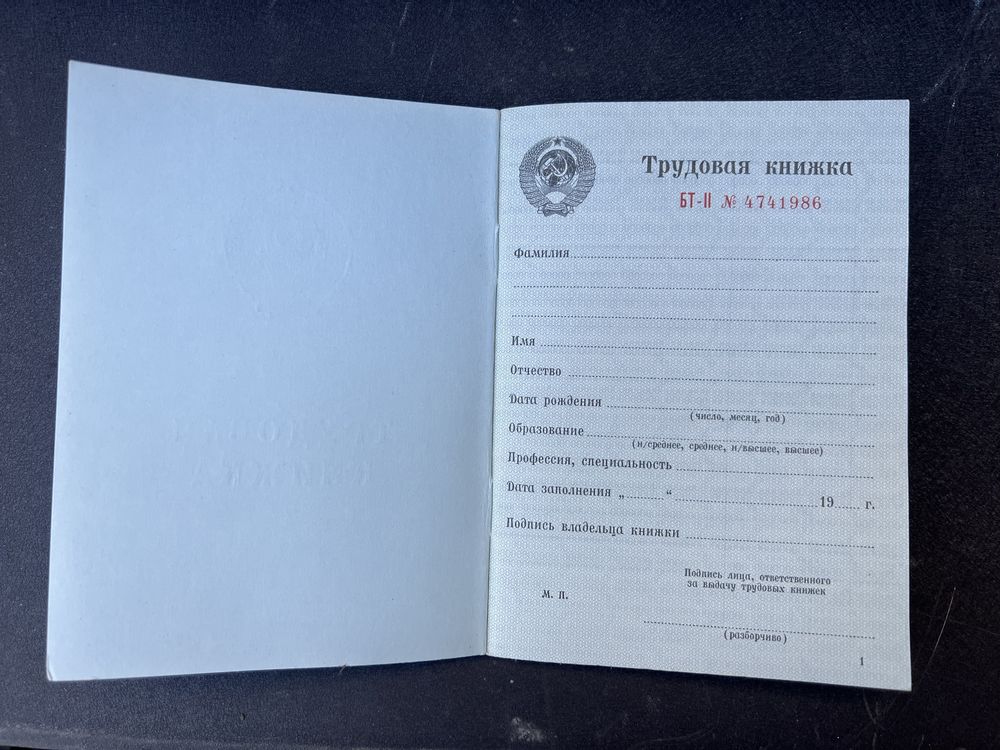 Трудовая книжка
БТ-II № 4741986
Фамилия
Имя
Отчество
Дата рождения
(число, месяц, год)
Образование
(н/среднее, среднее, н/высшее, высшее)
Профессия, специальность
Дата заполнения „ “ 19 г.
Подпись владельца книжки
Подпись лица, ответственного
за выдачу трудовых книжек
М. П.
(разборчиво)
1